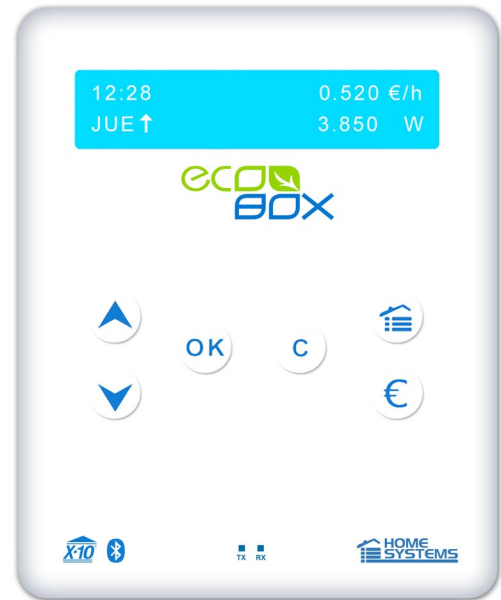 12:28 0.520 €/h
JUE↑ 3.850 W
eco
BOX
OK C
€
X-10
TX RX
HOME
SYSTEMS